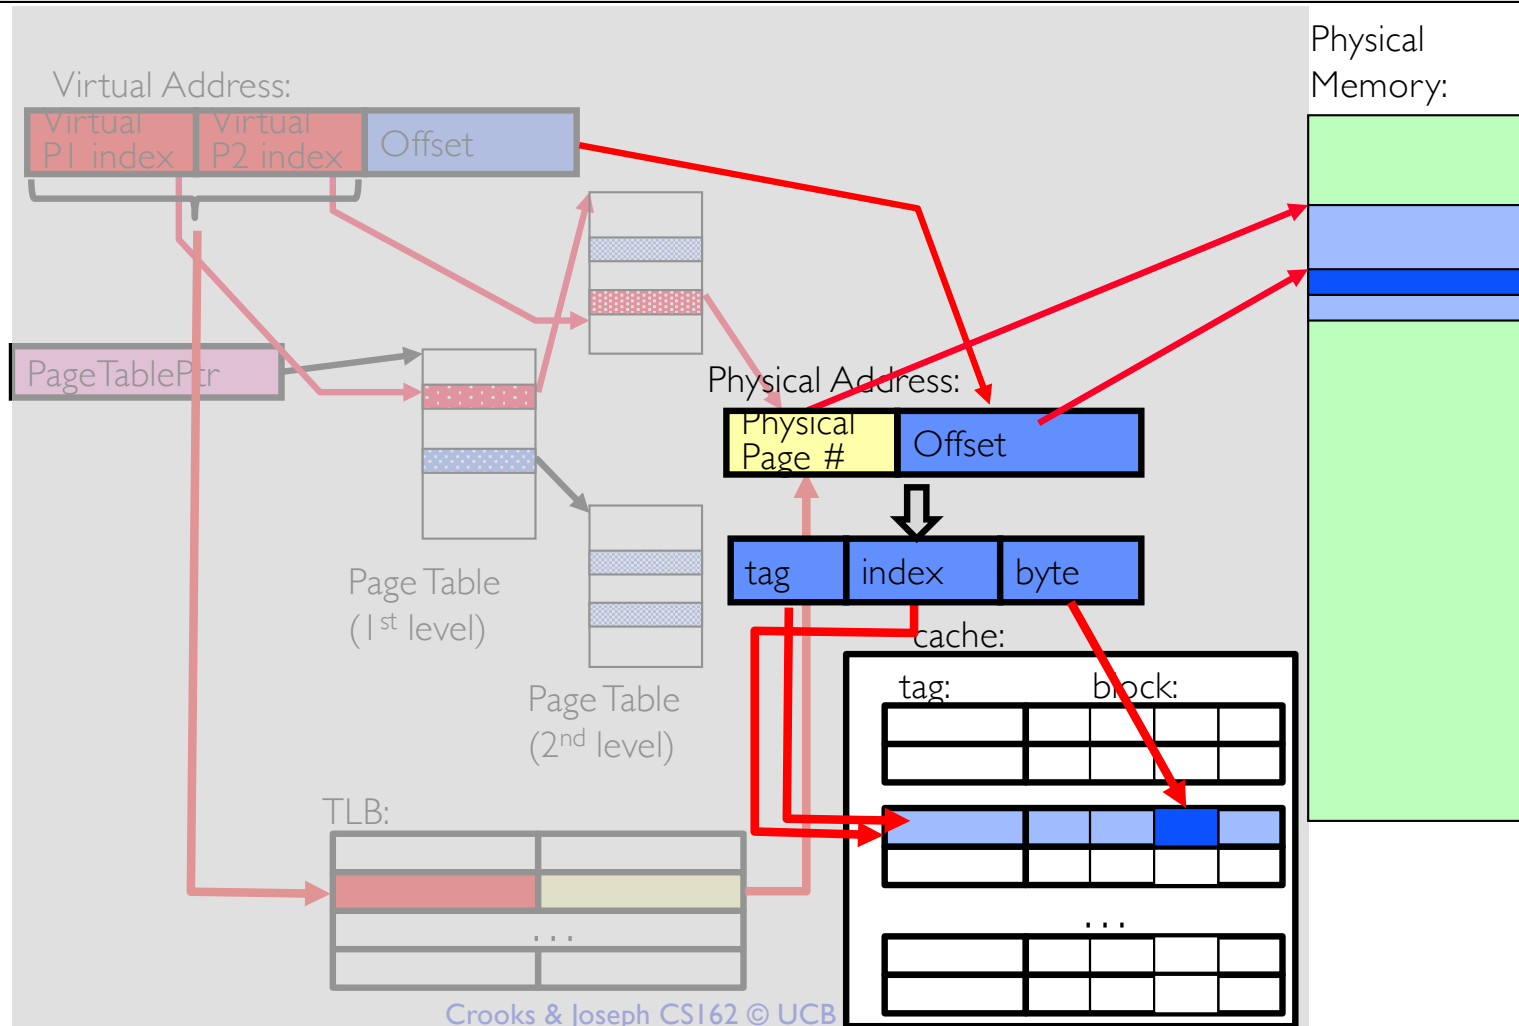 Physical
Memory:
Virtual Address:
Virtual
P1 index
Virtual
P2 index
Offset
PageTablePtr
Physical Address:
Physical
Page #
Offset
tag
index
byte
Page Table
(1st level)
cache:
tag:
block:
Page Table
(2nd level)
TLB:
. . .
. . .
Crooks & Joseph CS162 © UCB